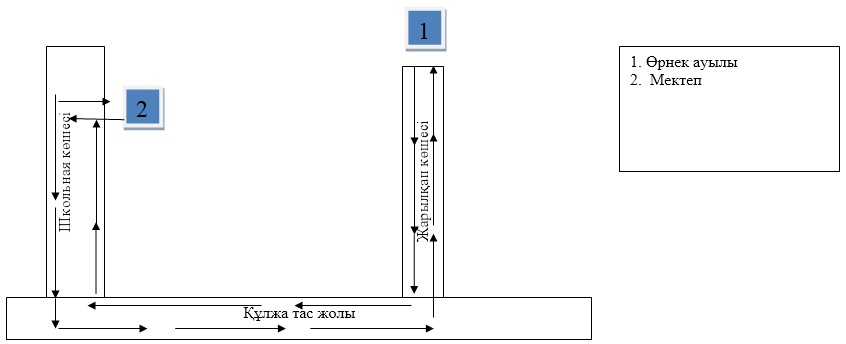 1
1. Өрнек ауылы
2. Мектеп
2
Школьная көшесі
Жарылқап көшесі
Құлжа тас жолы